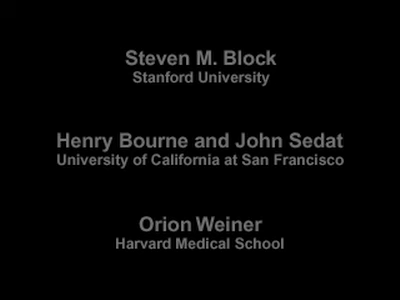 Steven M. Block
Stanford University
Henry Bourne and John Sedat
University of California at San Francisco
Orion Weiner
Harvard Medical School